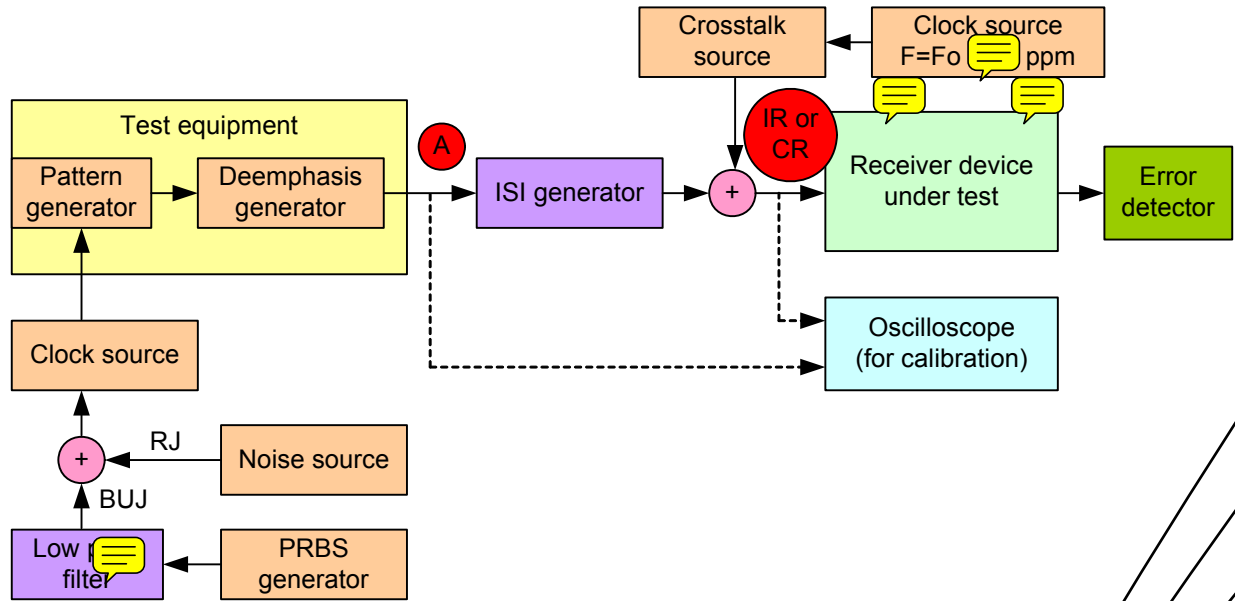 Crosstalk
source
Clock source
F=Fo ppm
Test equipment
A
IR or
CR
Pattern
generator
Deemphasis
generator
ISI generator
+
Receiver device
under test
Error
detector
Clock source
Oscilloscope
(for calibration)
+
RJ
Noise source
BUJ
Low
filter
PRBS
generator